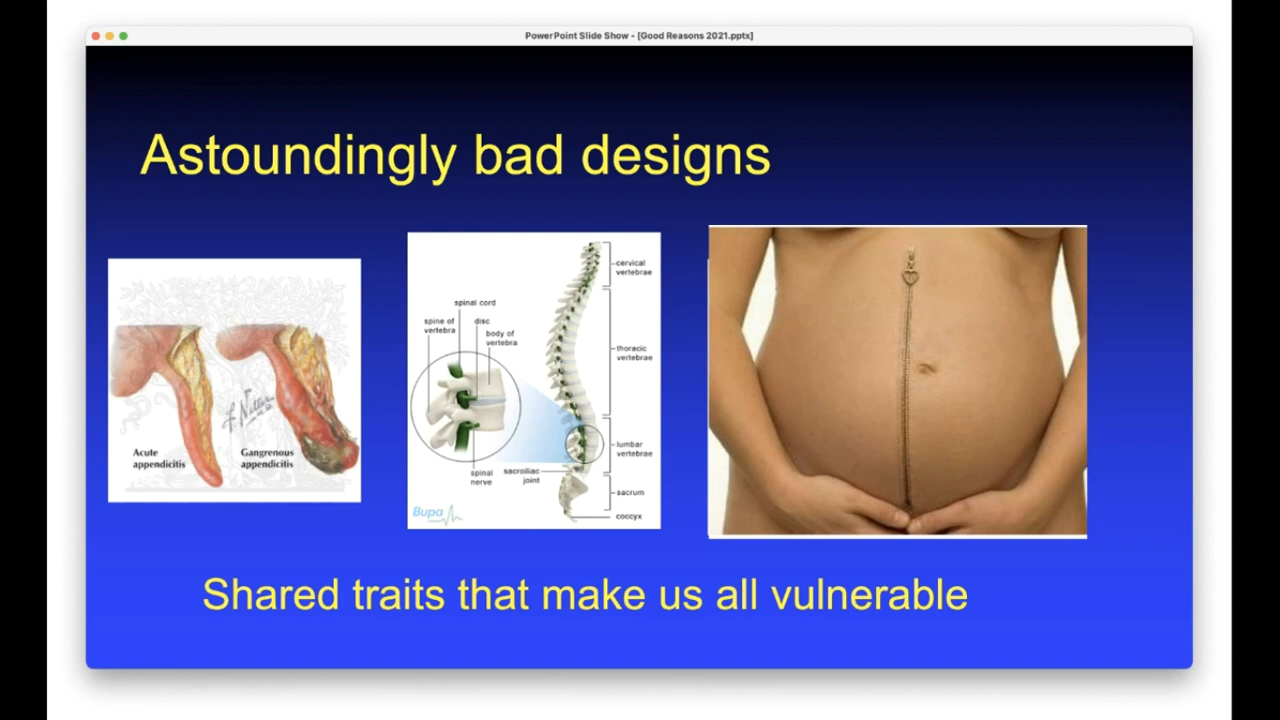 PowerPoint Slide Show - [Good Reasons 2021.pptx]
Astoundingly bad designs
Acute
appendicitis
Gangrenous
appendicitis
spinal cord
spine of
vertebra
disc
body of
vertebra
spinal
nerve
sacroiliac
joint
cervical
vertebrae
thoracic
vertebrae
lumbar
vertebrae
sacrum
coccyx
Bupa
Shared traits that make us all vulnerable